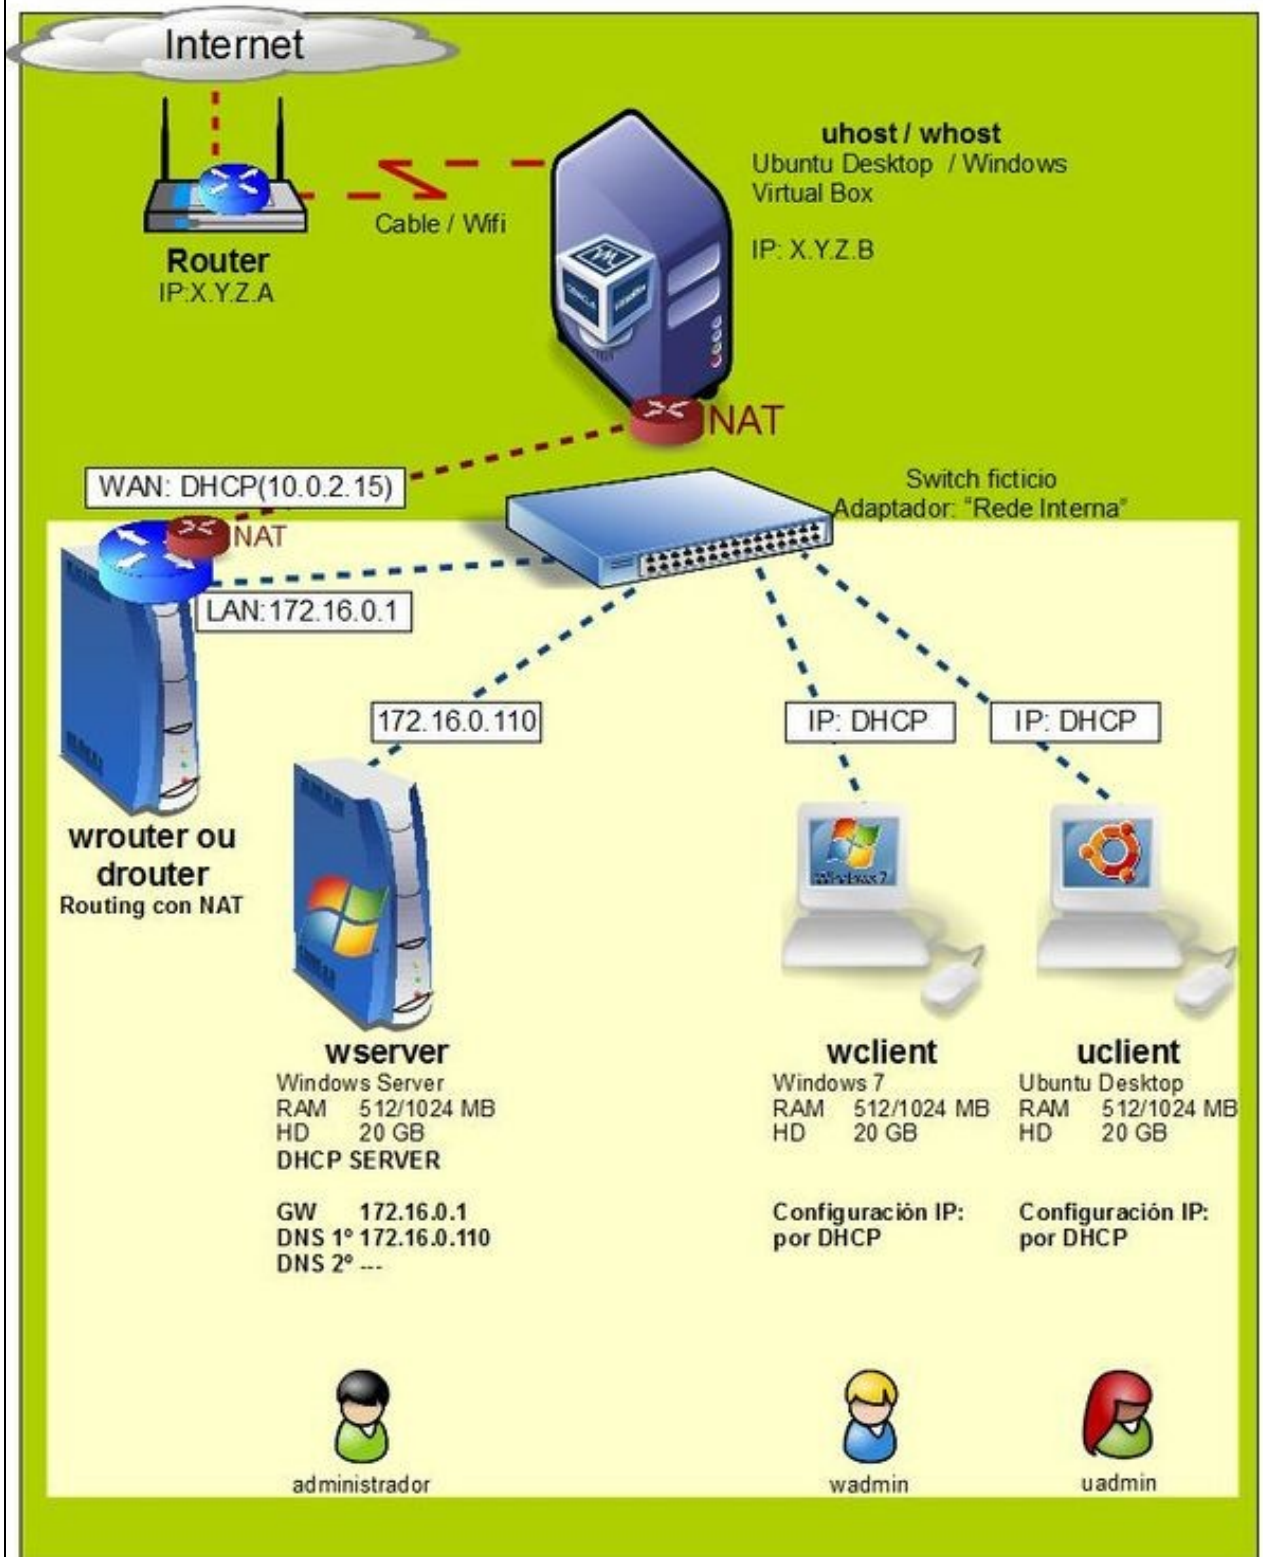 Internet
uhost / whost
Ubuntu Desktop / Windows
Virtual Box
IP: X.Y.Z.B
Cable / Wifi
Router
IP:X.Y.Z.A
NAT
WAN: DHCP(10.0.2.15)
Switch ficticio
Adaptador: "Rede Interna"
NAT
LAN:172.16.0.1
172.16.0.110
IP: DHCP
IP: DHCP
wrouter ou
drouter
Routing con NAT
Windows 7
wserver
Windows Server
RAM 512/1024 MB
HD 20 GB
DHCP SERVER
GW 172.16.0.1
DNS 1º 172.16.0.110
DNS 2º ---
wclient
Windows 7
RAM 512/1024 MB
HD 20 GB
Configuración IP:
por DHCP
uclient
Ubuntu Desktop
RAM 512/1024 MB
HD 20 GB
Configuración IP:
por DHCP
administrador
wadmin
uadmin